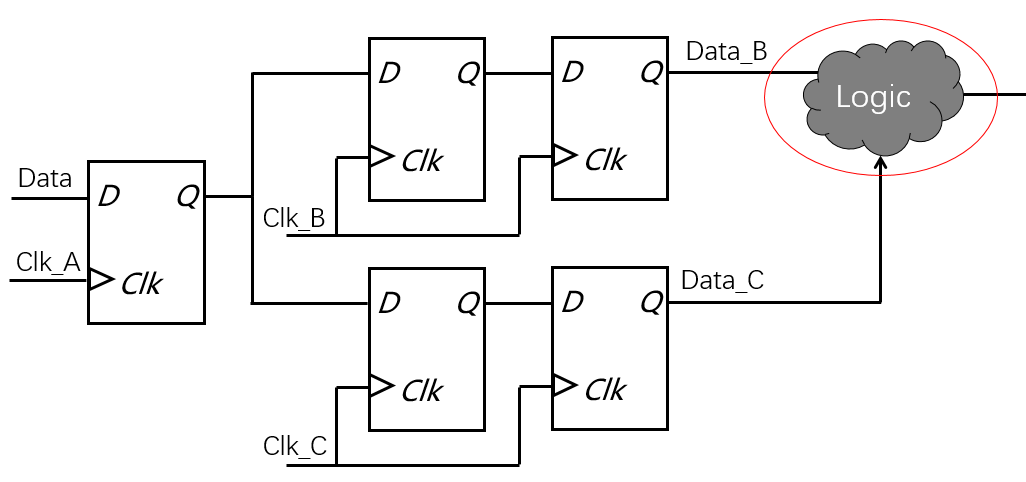 Data
D Q
Clk_A
Clk
D Q
Clk
D Q
Clk
Clk_B
Data_B
Logic
D Q
Clk
D Q
Clk
Clk_C
Data_C